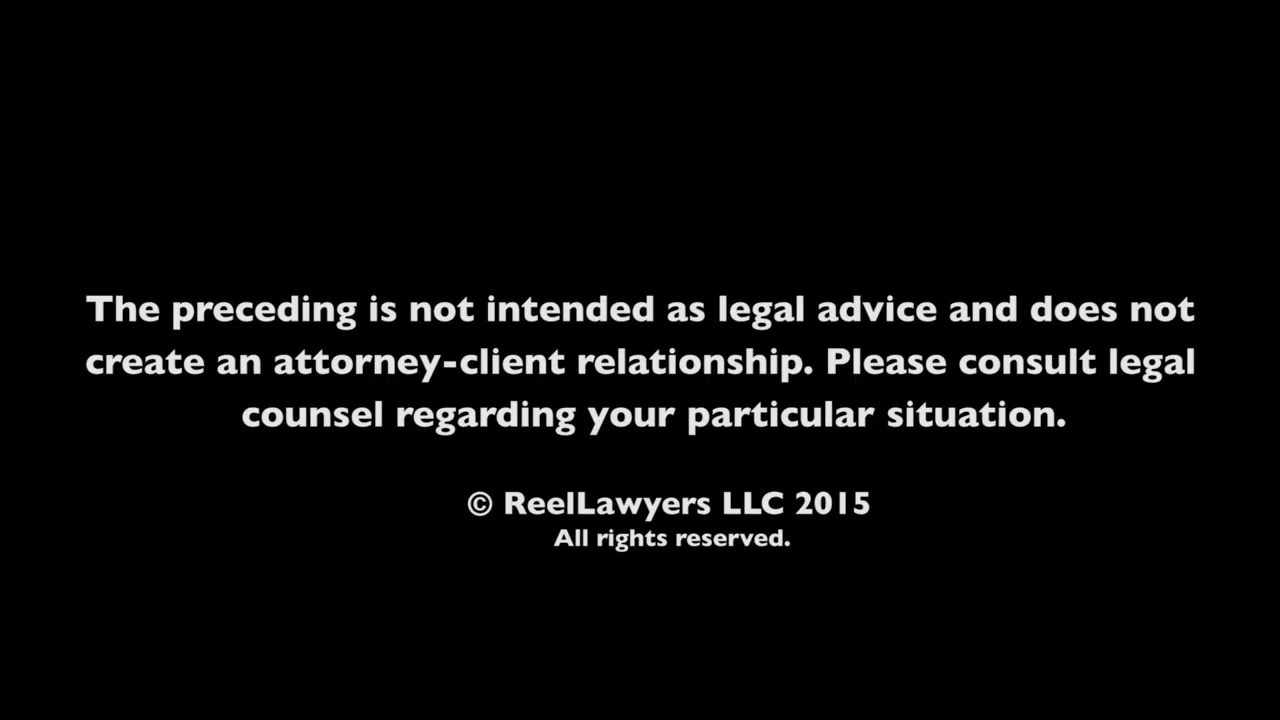 The preceding is not intended as legal advice and does not
create an attorney-client relationship. Please consult legal
counsel regarding your particular situation.
© ReelLawyers LLC 2015
All rights reserved.